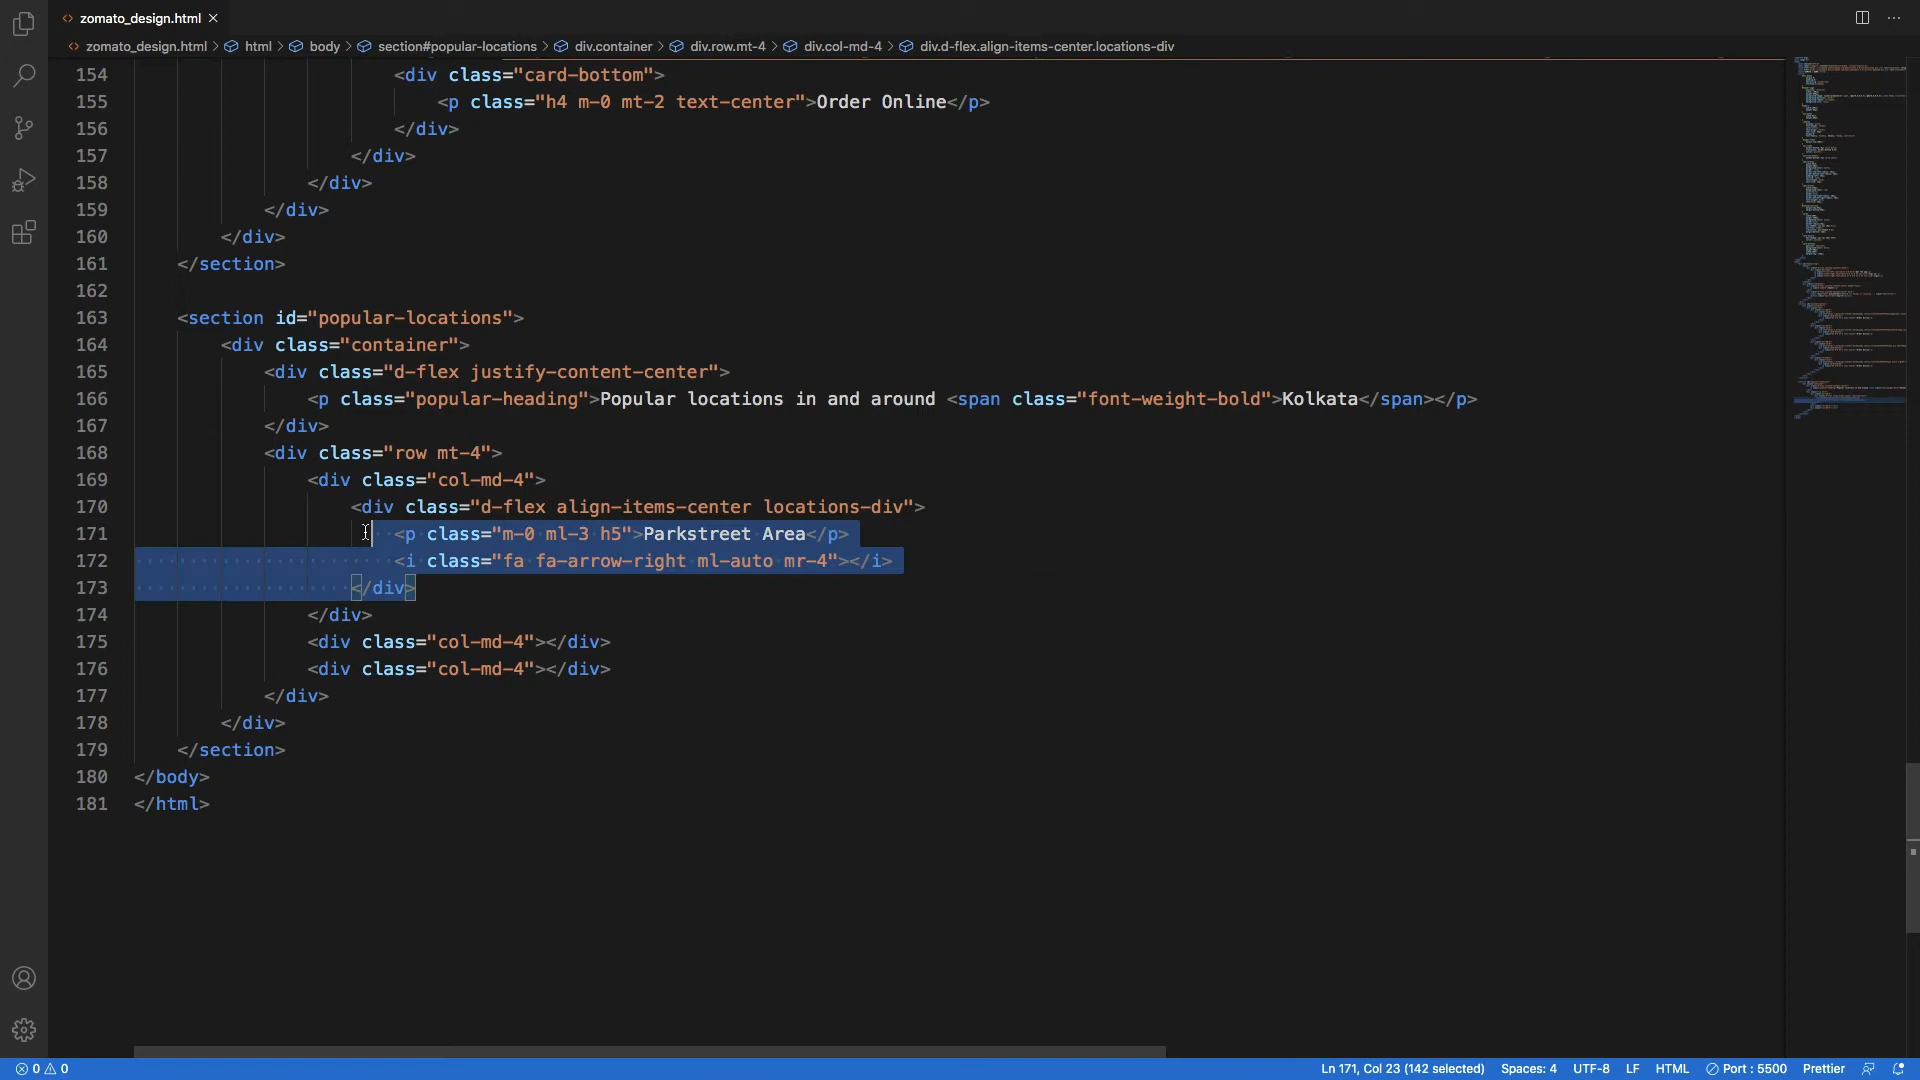 zomato_design.html
zomato_design.html > html > body > section#popular-locations > div.container > div.row.mt-4 > div.col-md-4 > div.d-flex.align-items-center.locations-div
154 <div class="card-bottom">
155 <p class="h4 m-0 mt-2 text-center">Order Online</p>
156 </div>
157 </div>
158 </div>
159 </div>
160 </div>
161 </section>
162
163 <section id="popular-locations">
164 <div class="container">
165 <div class="d-flex justify-content-center">
166 <p class="popular-heading">Popular locations in and around <span class="font-weight-bold">Kolkata</span></p>
167 </div>
168 <div class="row mt-4">
169 <div class="col-md-4">
170 <div class="d-flex align-items-center locations-div">
171 <p class="m-0 ml-3 h5">Parkstreet Area</p>
172 <i class="fa fa-arrow-right ml-auto mr-4"></i>
173 </div>
174 </div>
175 <div class="col-md-4"></div>
176 <div class="col-md-4"></div>
177 </div>
178 </div>
179 </section>
180 </body>
181 </html>
0 0 Ln 171, Col 23 (142 selected) Spaces: 4 UTF-8 LF HTML Port : 5500 Prettier